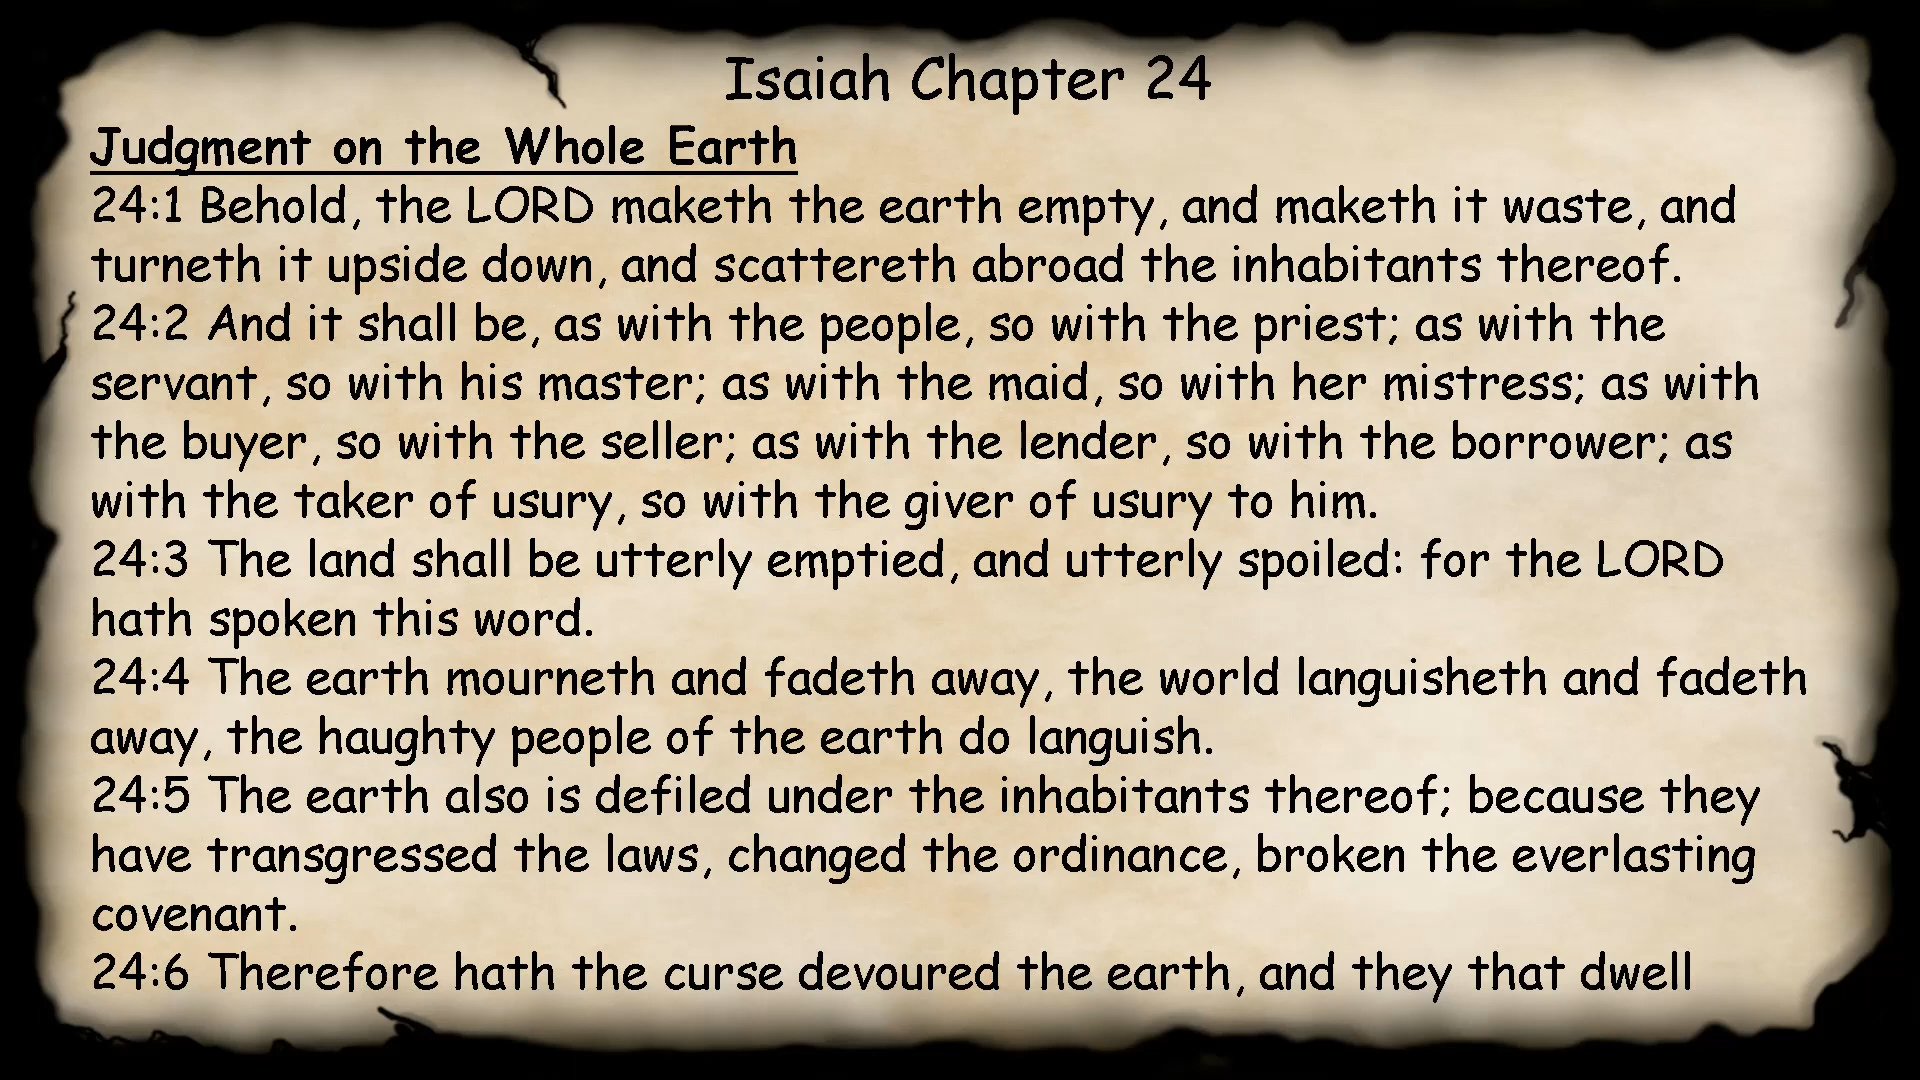 Isaiah Chapter 24
Judgment on the Whole Earth
24:1 Behold, the LORD maketh the earth empty, and maketh it waste, and
turneth it upside down, and scattereth abroad the inhabitants thereof.
24:2 And it shall be, as with the people, so with the priest; as with the
servant, so with his master; as with the maid, so with her mistress; as with
the buyer, so with the seller; as with the lender, so with the borrower; as
with the taker of usury, so with the giver of usury to him.
24:3 The land shall be utterly emptied, and utterly spoiled: for the LORD
hath spoken this word.
24:4 The earth mourneth and fadeth away, the world languisheth and fadeth
away, the haughty people of the earth do languish.
24:5 The earth also is defiled under the inhabitants thereof; because they
have transgressed the laws, changed the ordinance, broken the everlasting
covenant.
24:6 Therefore hath the curse devoured the earth, and they that dwell